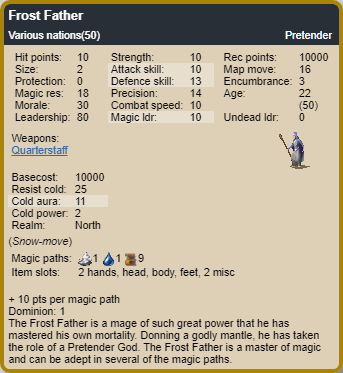 Frost Father
Various nations(50) Pretender
Hit points: 10 Strength: 10 Rec points: 10000
Size: 2 Attack skill: 10 Map move: 16
Protection: 0 Defence skill: 13 Encumbrance: 3
Magic res: 18 Precision: 14 Age: 22
Morale: 30 Combat speed: 10 (50)
Leadership: 80 Magic ldr: 10 Undead ldr: 0
Weapons:
Quarterstaff
Basecost: 10000
Resist cold: 25
Cold aura: 11
Cold power: 2
Realm: North
(Snow-move)
Magic paths: 1 1 9
Item slots: 2 hands, head, body, feet, 2 misc
+ 10 pts per magic path
Dominion: 1
The Frost Father is a mage of such great power that he has
mastered his own mortality. Donning a godly mantle, he has taken
the role of a Pretender God. The Frost Father is a master of magic
and can be adept in several of the magic paths.